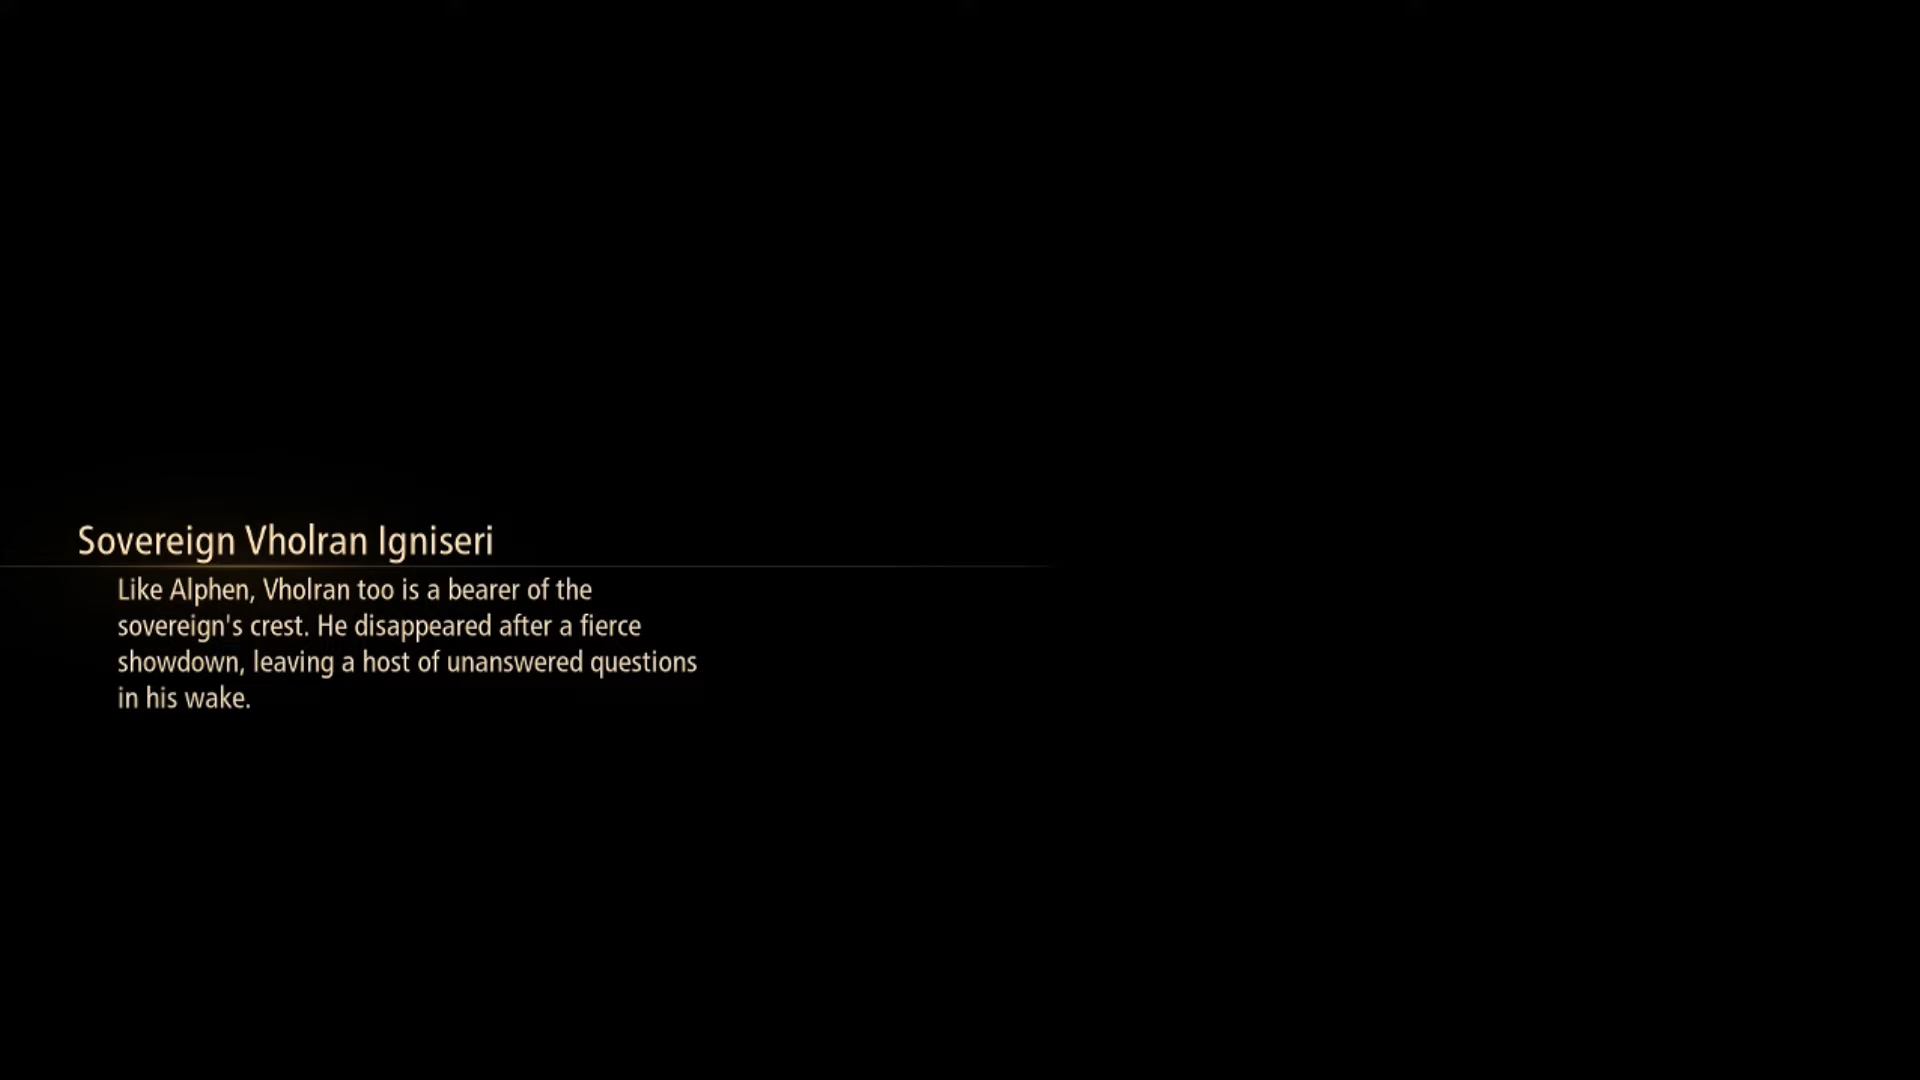 Sovereign Vholran Igniseri
Like Alphen, Vholran too is a bearer of the
sovereign's crest. He disappeared after a fierce
showdown, leaving a host of unanswered questions
in his wake.